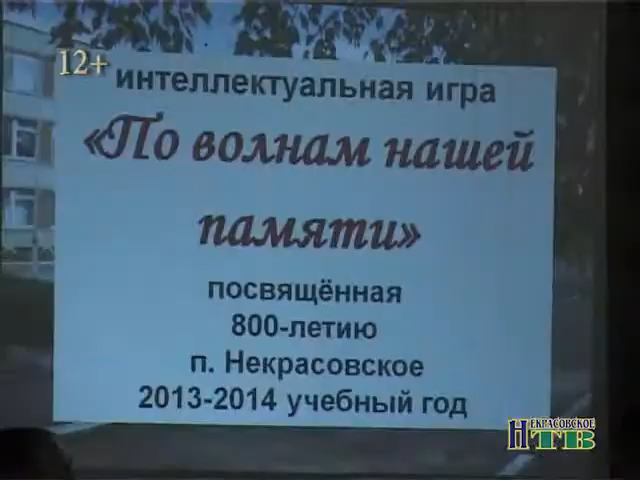 12+
интеллектуальная игра
«По волнам нашей
памяти»
посвящённая
800-летию
п. Некрасовское
2013-2014 учебный год
НЕКРАСОВСКОЕ
НТВ